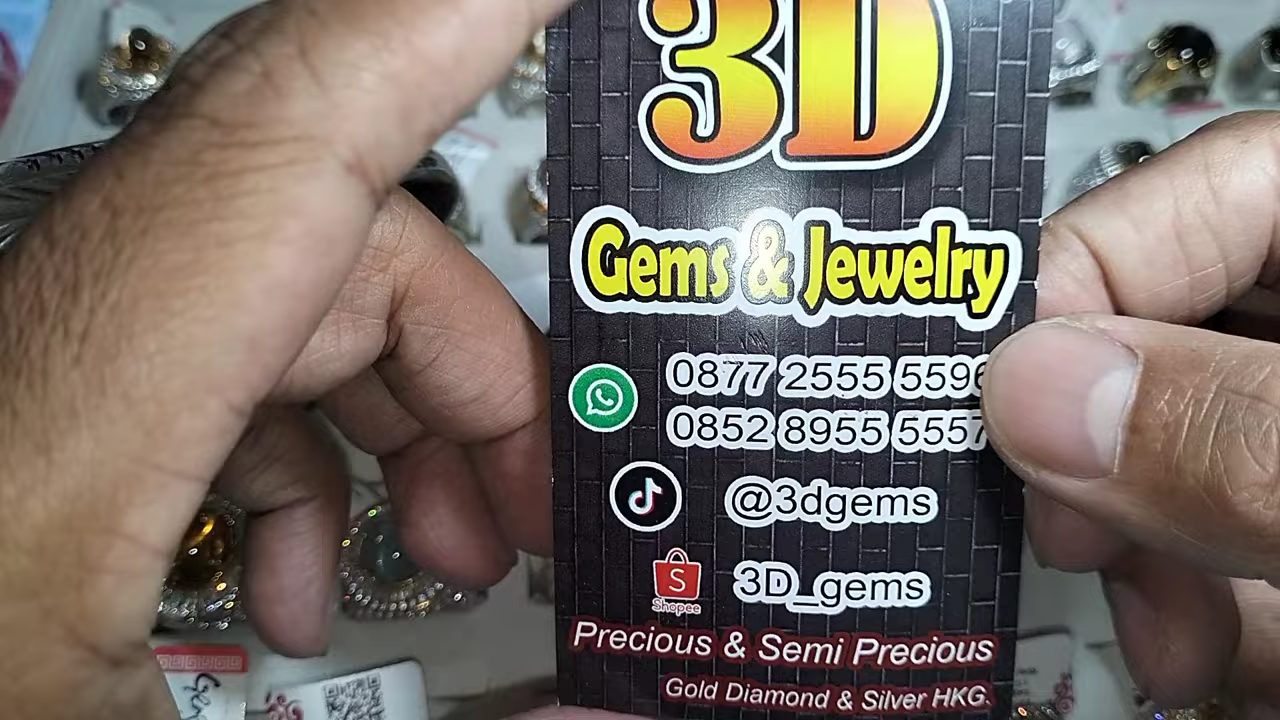 3D
Gems & Jewelry
0877 2555 5596
0852 8955 5557
@3dgems
3D_gems
Shopee
Precious & Semi Precious
Gold Diamond & Silver HKG.